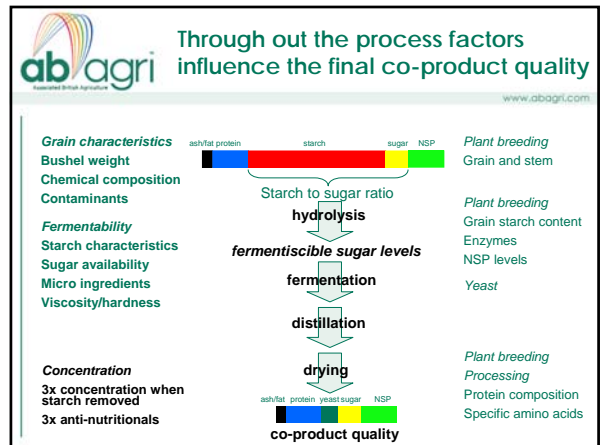 ab agri
Associated British Agriculture
Through out the process factors
influence the final co-product quality
www.abagri.com
Grain characteristics
Bushel weight
Chemical composition
Contaminants
Fermentability
Starch characteristics
Sugar availability
Micro ingredients
Viscosity/hardness
Concentration
3x concentration when
starch removed
3x anti-nutritionals
ash/fat protein starch sugar NSP
Starch to sugar ratio
hydrolysis
fermentiscible sugar levels
fermentation
distillation
drying
ash/fat protein yeast sugar NSP
co-product quality
Plant breeding
Grain and stem
Plant breeding
Grain starch content
Enzymes
NSP levels
Yeast
Plant breeding
Processing
Protein composition
Specific amino acids